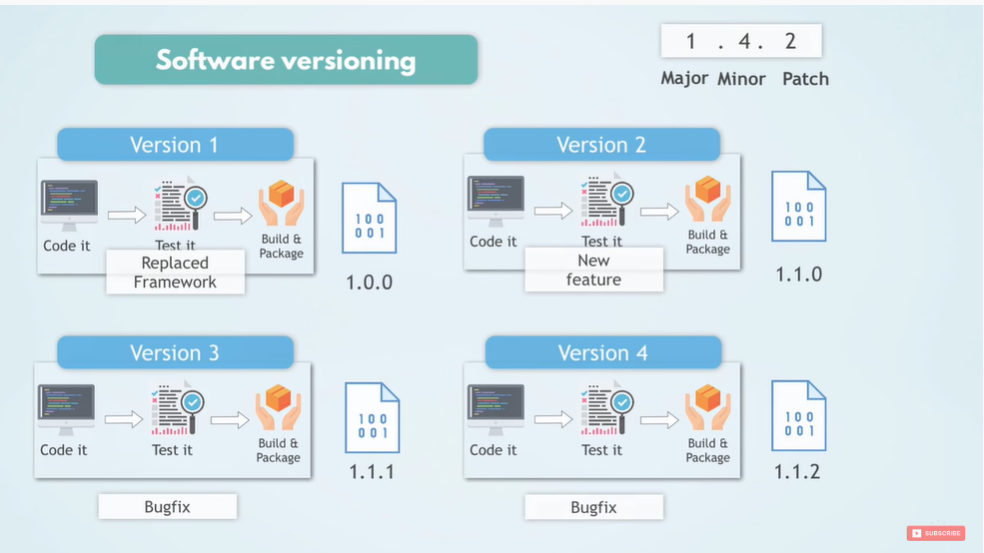 Software versioning
1 . 4 . 2
Major Minor Patch
Version 1
Code it
Test it
Build &
Package
Replaced
Framework
100
001
1.0.0
Version 2
Code it
Test it
Build &
Package
New
feature
100
001
1.1.0
Version 3
Code it
Test it
Build &
Package
100
001
1.1.1
Bugfix
Version 4
Code it
Test it
Build &
Package
100
001
1.1.2
Bugfix
SUBSCRIBE